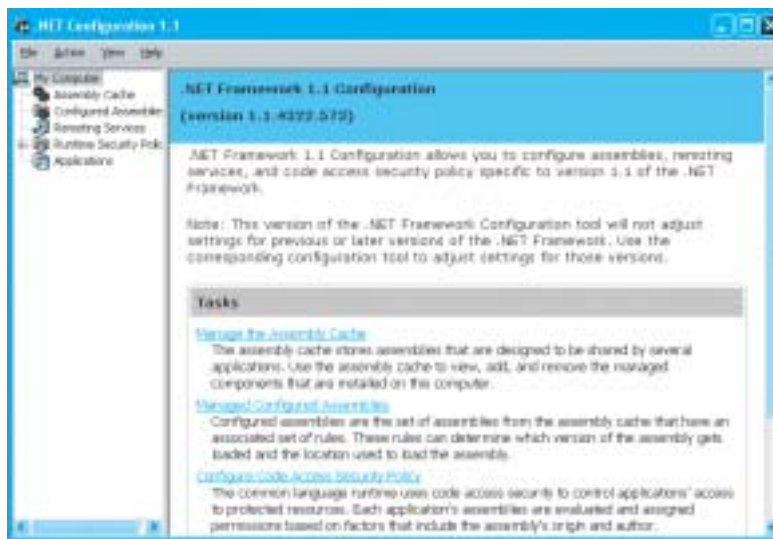 .NET Configuration 1.1
File Action View Help
My Computer
Assembly Cache
Configured Assemblie
Remoting Services
Runtime Security Polic
Applications
.NET Framework 1.1 Configuration
(version 1.1.4322.573)
.NET Framework 1.1 Configuration allows you to configure assemblies, remoting
services, and code access security policy specific to version 1.1 of the .NET
Framework.
Note: This version of the .NET Framework Configuration tool will not adjust
settings for previous or later versions of the .NET Framework. Use the
corresponding configuration tool to adjust settings for those versions.
Tasks
Manage the Assembly Cache
The assembly cache stores assemblies that are designed to be shared by several
applications. Use the assembly cache to view, add, and remove the managed
components that are installed on this computer.
Managed Configured Assemblies
Configured assemblies are the set of assemblies from the assembly cache that have an
associated set of rules. These rules can determine which version of the assembly gets
loaded and the location used to load the assembly.
Configure Code Access Security Policy
The common language runtime uses code access security to control applications' access
to protected resources. Each application's assemblies are evaluated and assigned
permissions based on factors that include the assembly's origin and author.